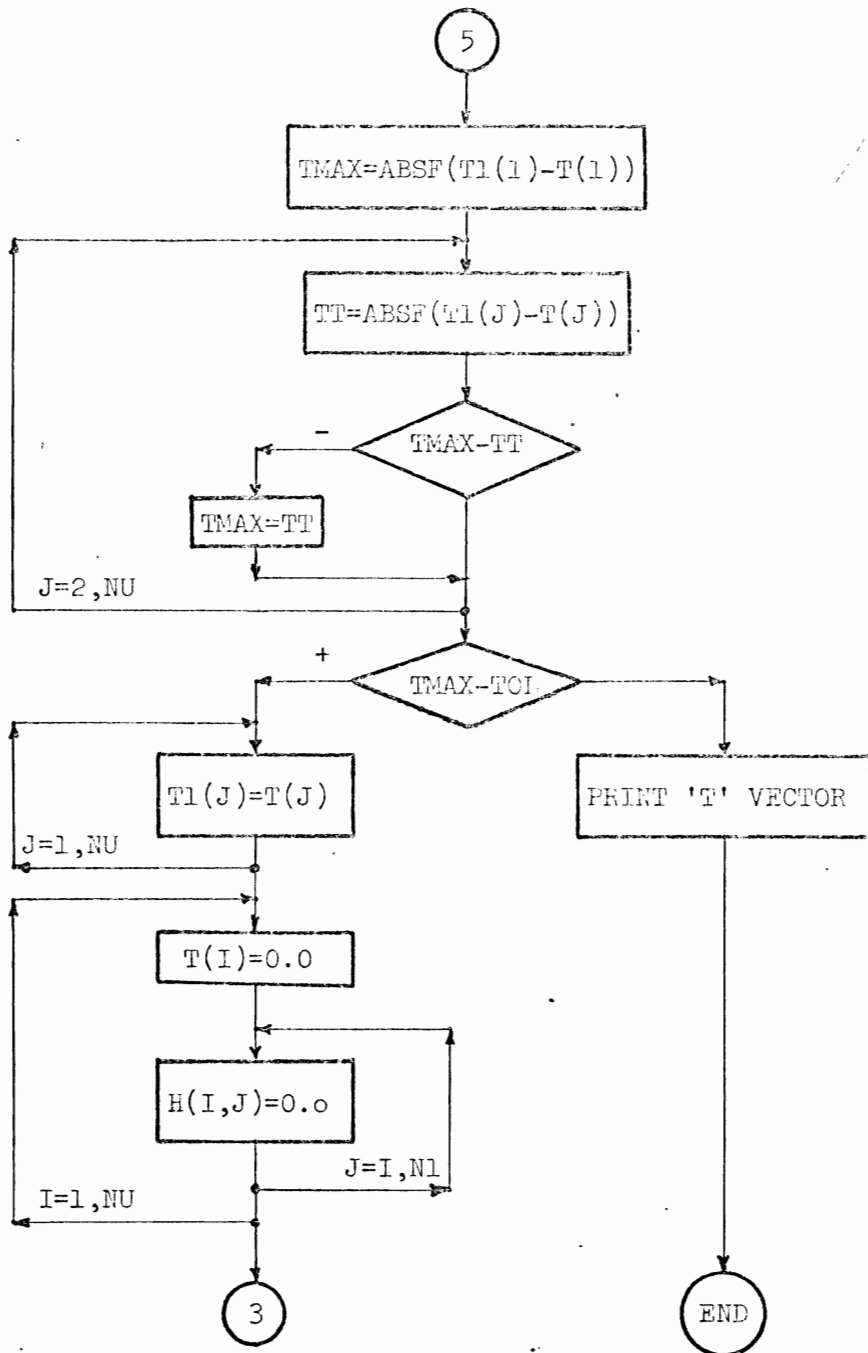 5
TMAX=ABSF(T1(1)-T(1))
TT=ABSF(T1(J)-T(J))
-
TMAX-TT
TMAX=TT
J=2,NU
+
TMAX-TOL
T1(J)=T(J)
PRINT 'T' VECTOR
J=1,NU
T(I)=0.0
H(I,J)=0.o
J=I,N1
I=1,NU
3
END